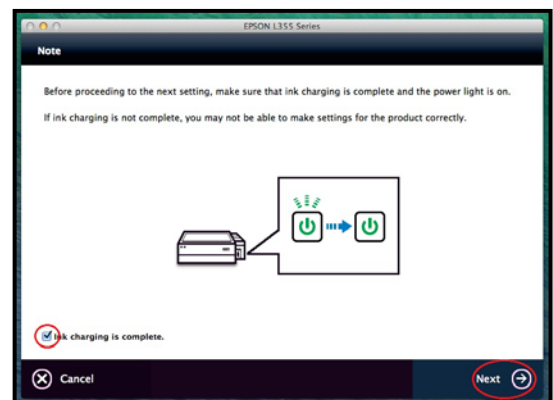 EPSON L355 Series
Note
Before proceeding to the next setting, make sure that ink charging is complete and the power light is on.
If ink charging is not complete, you may not be able to make settings for the product correctly.
Ink charging is complete.
Cancel
Next